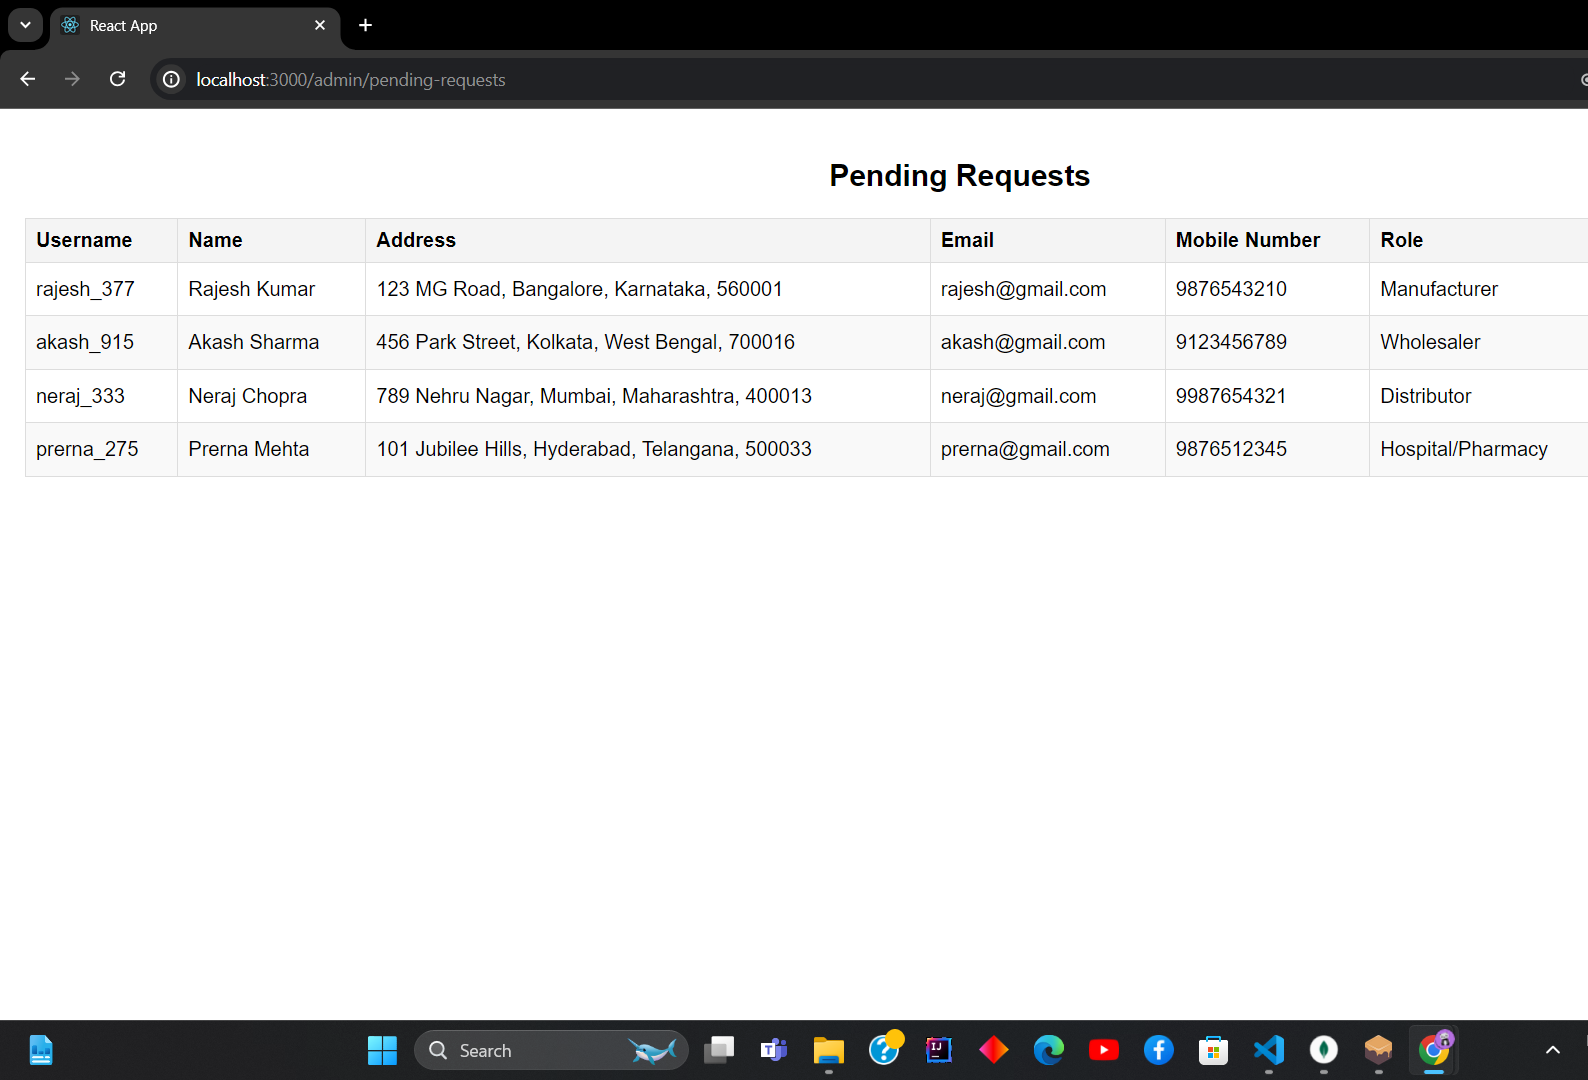 React App
localhost:3000/admin/pending-requests
Pending Requests
Username Name Address Email Mobile Number Role
rajesh_377 Rajesh Kumar 123 MG Road, Bangalore, Karnataka, 560001 rajesh@gmail.com 9876543210 Manufacturer
akash_915 Akash Sharma 456 Park Street, Kolkata, West Bengal, 700016 akash@gmail.com 9123456789 Wholesaler
neraj_333 Neraj Chopra 789 Nehru Nagar, Mumbai, Maharashtra, 400013 neraj@gmail.com 9987654321 Distributor
prerna_275 Prerna Mehta 101 Jubilee Hills, Hyderabad, Telangana, 500033 prerna@gmail.com 9876512345 Hospital/Pharmacy
Search